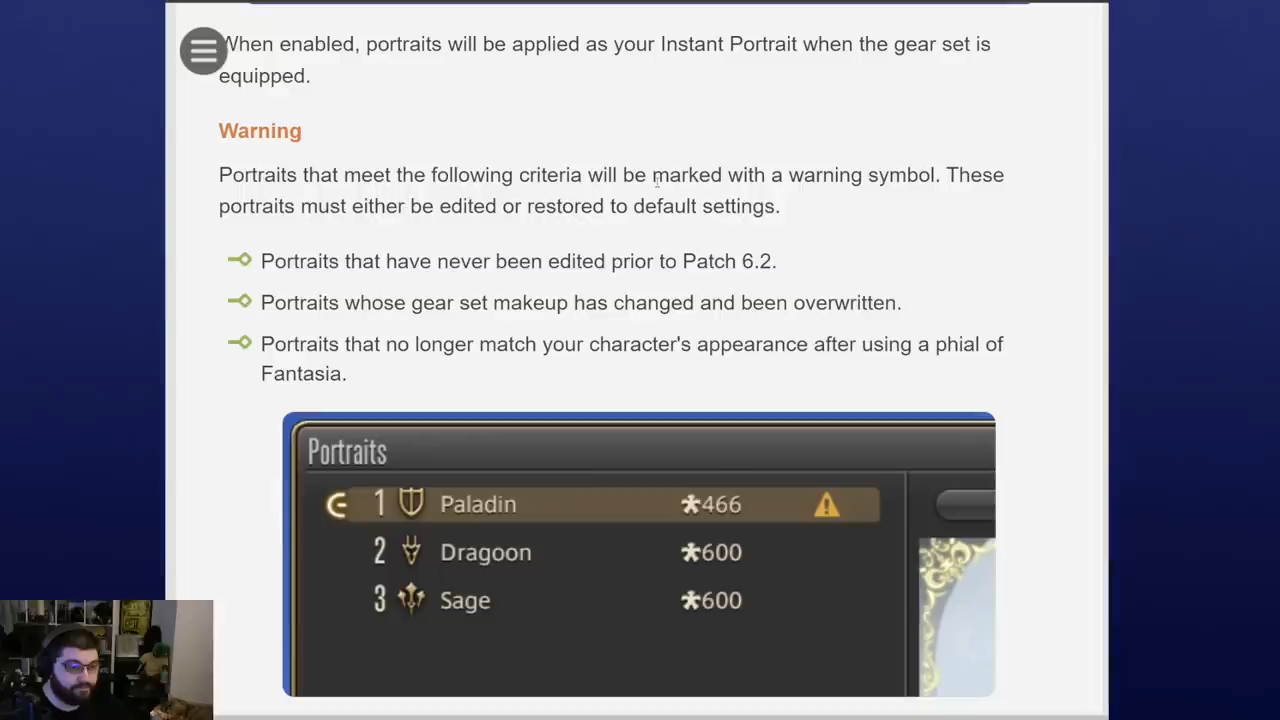 When enabled, portraits will be applied as your Instant Portrait when the gear set is
equipped.
Warning
Portraits that meet the following criteria will be marked with a warning symbol. These
portraits must either be edited or restored to default settings.
Portraits that have never been edited prior to Patch 6.2.
Portraits whose gear set makeup has changed and been overwritten.
Portraits that no longer match your character's appearance after using a phial of
Fantasia.
Portraits
1 Paladin 466
2 Dragoon 600
3 Sage 600